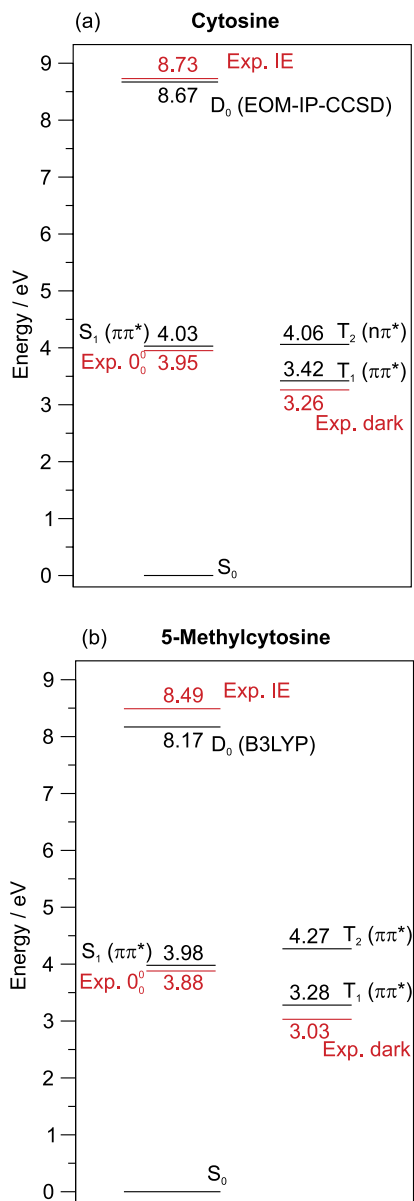 (a) Cytosine
9
8
7
6
5
4
3
2
1
0
Energy / eV
8.73 Exp. IE
8.67 D₀ (EOM-IP-CCSD)
S₁ (ππ*) 4.03
Exp. 0⁰₀ 3.95
4.06 T₂ (nπ*)
3.42 T₁ (ππ*)
3.26
Exp. dark
S₀
(b) 5-Methylcytosine
9
8
7
6
5
4
3
2
1
0
Energy / eV
8.49 Exp. IE
8.17 D₀ (B3LYP)
S₁ (ππ*) 3.98
Exp. 0⁰₀ 3.88
4.27 T₂ (ππ*)
3.28 T₁ (ππ*)
3.03
Exp. dark
S₀